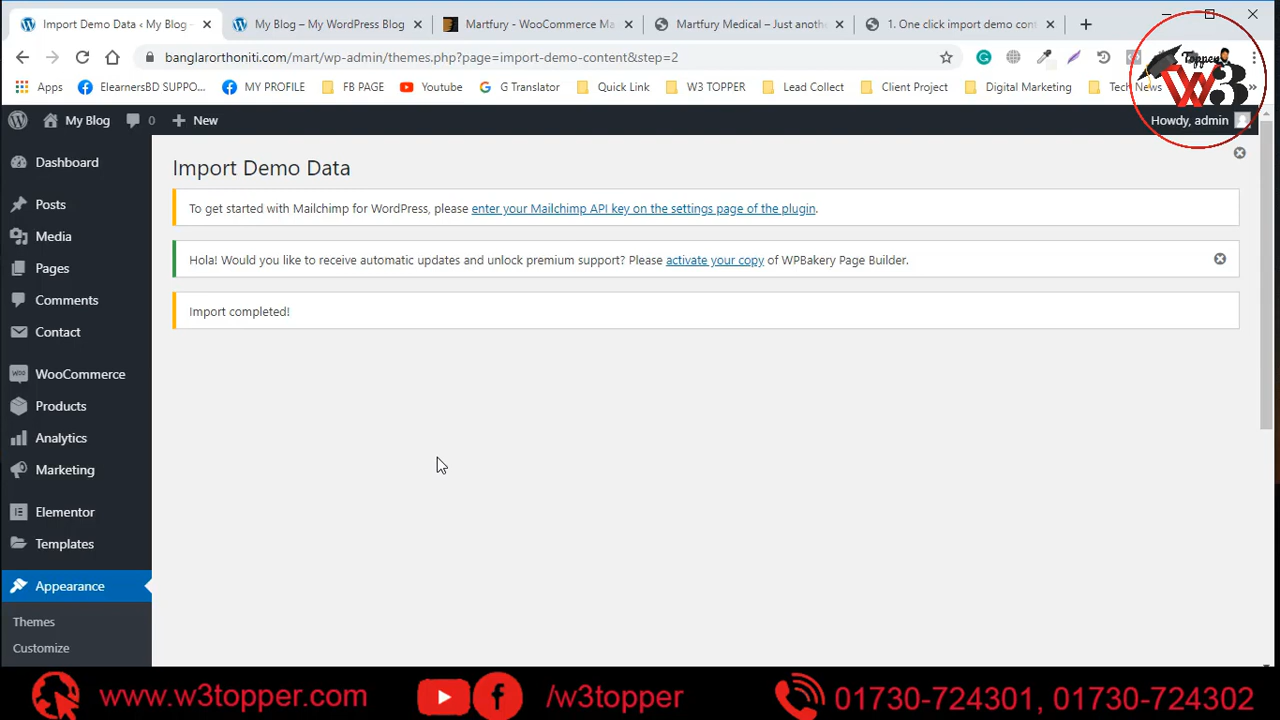 Import Demo Data ‹ My Blog -
My Blog – My WordPress Blog
Martfury - WooCommerce Ma
Martfury Medical – Just anoth
1. One click import demo con
banglarorthoniti.com/mart/wp-admin/themes.php?page=import-demo-content&step=2
Apps
ElearnersBD SUPPO...
MY PROFILE
FB PAGE
Youtube
G Translator
Quick Link
W3 TOPPER
Lead Collect
Client Project
Digital Marketing
Tech News
Topper
W3
My Blog
0
New
Howdy, admin
Dashboard
Posts
Media
Pages
Comments
Contact
WooCommerce
Products
Analytics
Marketing
Elementor
Templates
Appearance
Themes
Customize
Import Demo Data
To get started with Mailchimp for WordPress, please enter your Mailchimp API key on the settings page of the plugin.
Hola! Would you like to receive automatic updates and unlock premium support? Please activate your copy of WPBakery Page Builder.
Import completed!
www.w3topper.com
/w3topper
01730-724301, 01730-724302